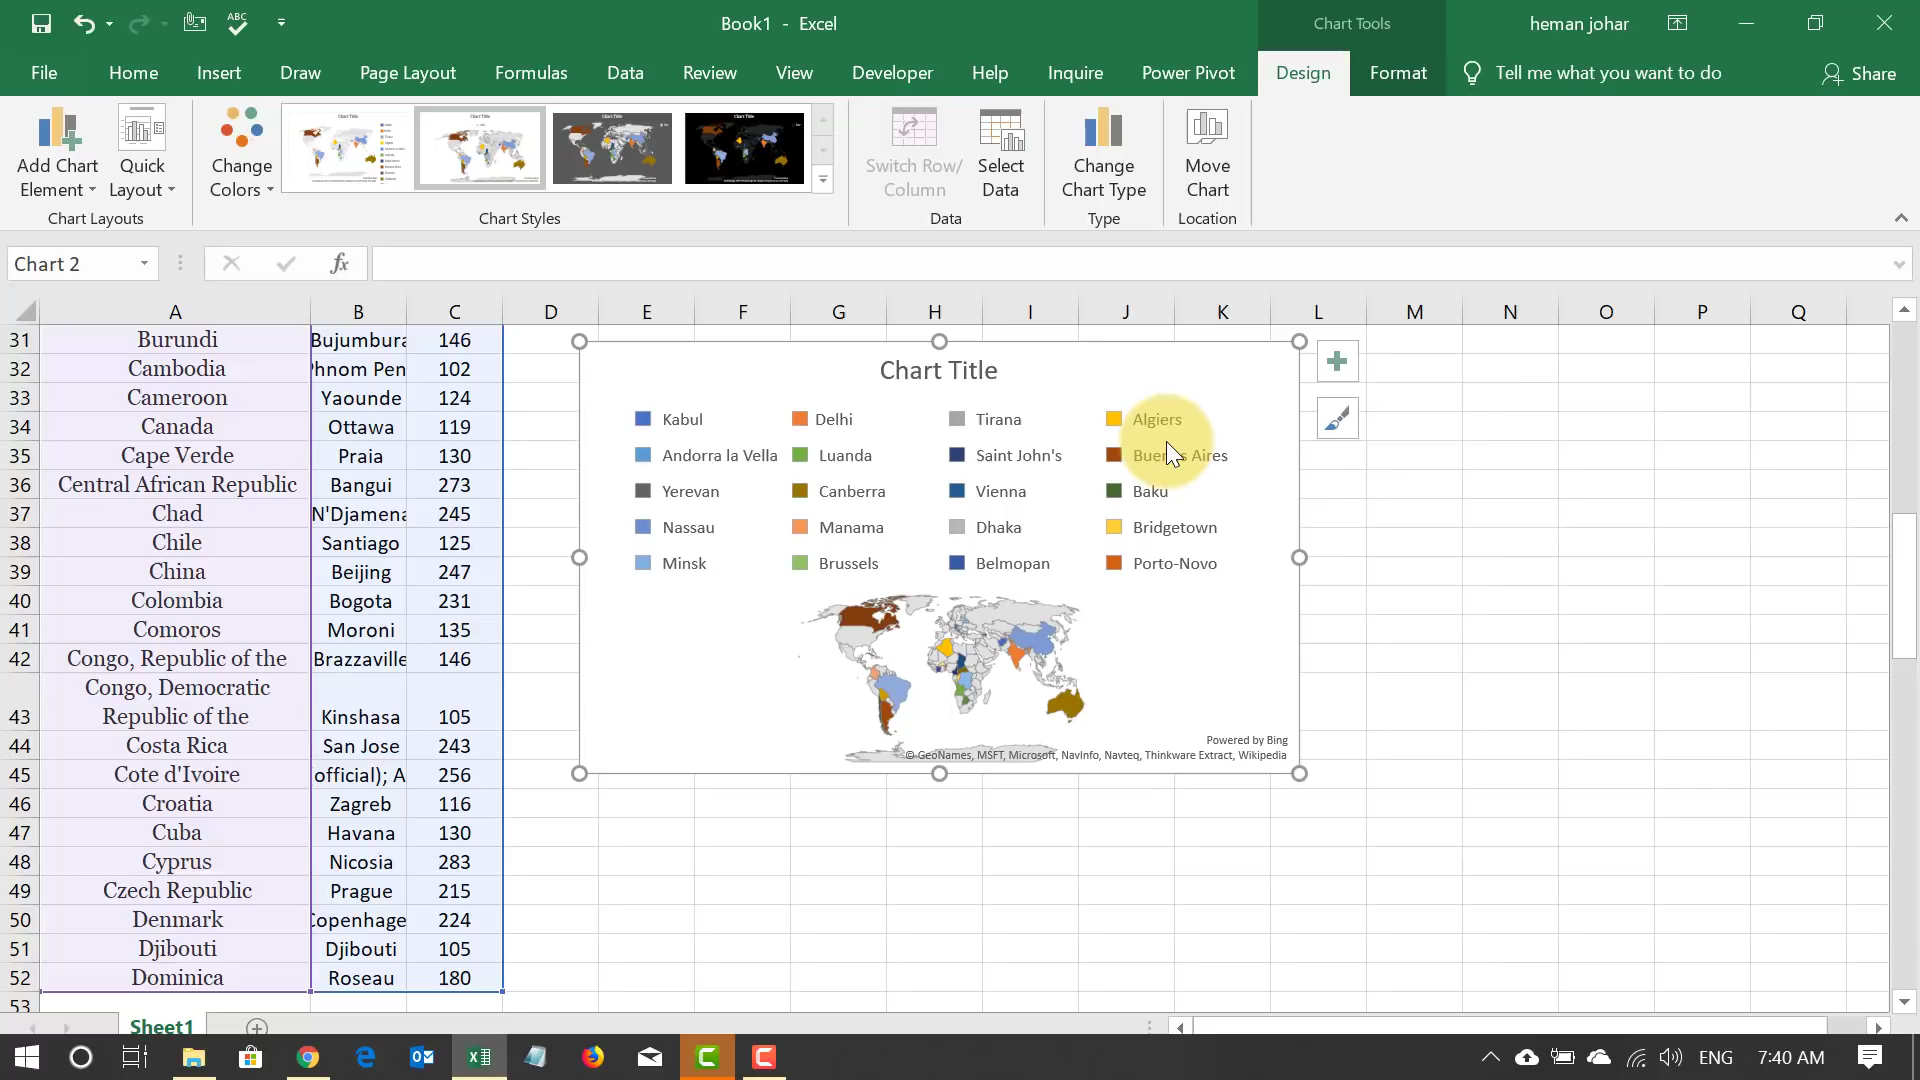 ABC
Book1 - Excel
Chart Tools
heman johar
File Home Insert Draw Page Layout Formulas Data Review View Developer Help Inquire Power Pivot Design Format Tell me what you want to do Share
Add Chart Element
Quick Layout
Change Colors
Switch Row/ Column
Select Data
Change Chart Type
Move Chart
Chart Layouts
Chart Styles
Data
Type
Location
Chart 2
fx
A B C D E F G H I J K L M N O P Q
31 Burundi Bujumbura 146
32 Cambodia Phnom Pen 102
33 Cameroon Yaounde 124
34 Canada Ottawa 119
35 Cape Verde Praia 130
36 Central African Republic Bangui 273
37 Chad N'Djamena 245
38 Chile Santiago 125
39 China Beijing 247
40 Colombia Bogota 231
41 Comoros Moroni 135
42 Congo, Republic of the Brazzaville 146
Congo, Democratic
43 Republic of the Kinshasa 105
44 Costa Rica San Jose 243
45 Cote d'Ivoire official); A 256
46 Croatia Zagreb 116
47 Cuba Havana 130
48 Cyprus Nicosia 283
49 Czech Republic Prague 215
50 Denmark Copenhage 224
51 Djibouti Djibouti 105
52 Dominica Roseau 180
53
Chart Title
Kabul Delhi Tirana Algiers
Andorra la Vella Luanda Saint John's Buenos Aires
Yerevan Canberra Vienna Baku
Nassau Manama Dhaka Bridgetown
Minsk Brussels Belmopan Porto-Novo
Powered by Bing
© GeoNames, MSFT, Microsoft, NavInfo, Navteq, Thinkware Extract, Wikipedia
Sheet1
ENG 7:40 AM